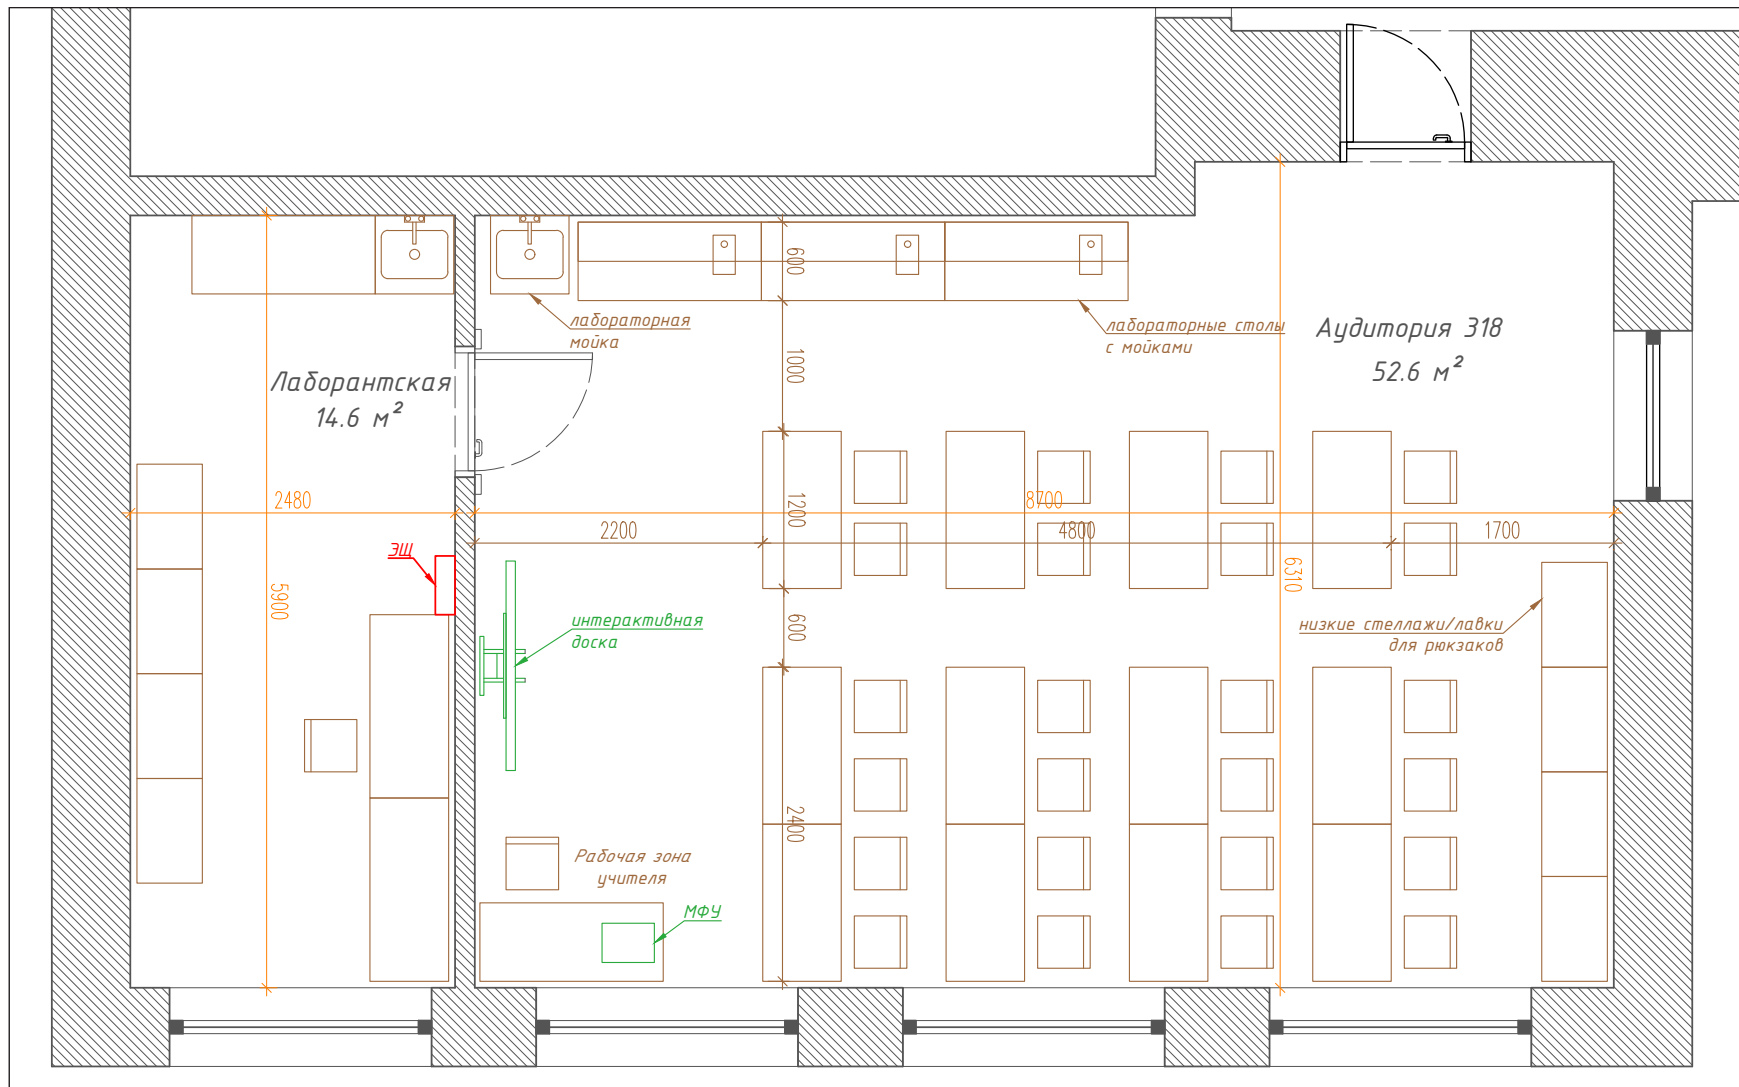 600
лабораторная
мойка
лабораторные столы
с мойками
Аудитория 318
52.6 м²
1000
Лаборантская
14.6 м²
2480
1200
8700
2200
4800
1700
ЭЩ
5900
6310
интерактивная
доска
600
низкие стеллажи/лавки
для рюкзаков
2400
Рабочая зона
учителя
МФУ